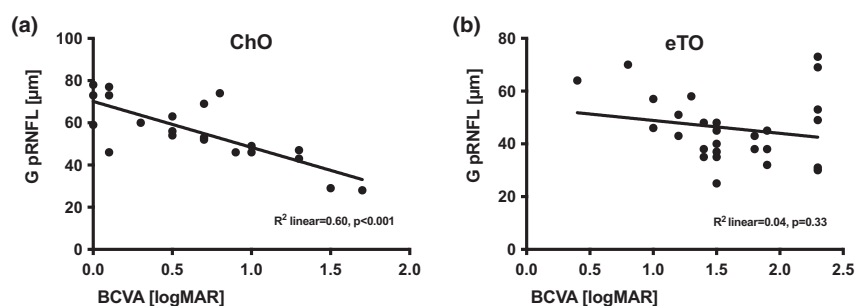 (a)
ChO
G pRNFL [µm]
100
80
60
40
20
0
R² linear=0.60, p<0.001
0.0 0.5 1.0 1.5 2.0
BCVA [logMAR]
(b)
eTO
G pRNFL [µm]
80
60
40
20
0
R² linear=0.04, p=0.33
0.0 0.5 1.0 1.5 2.0 2.5
BCVA [logMAR]